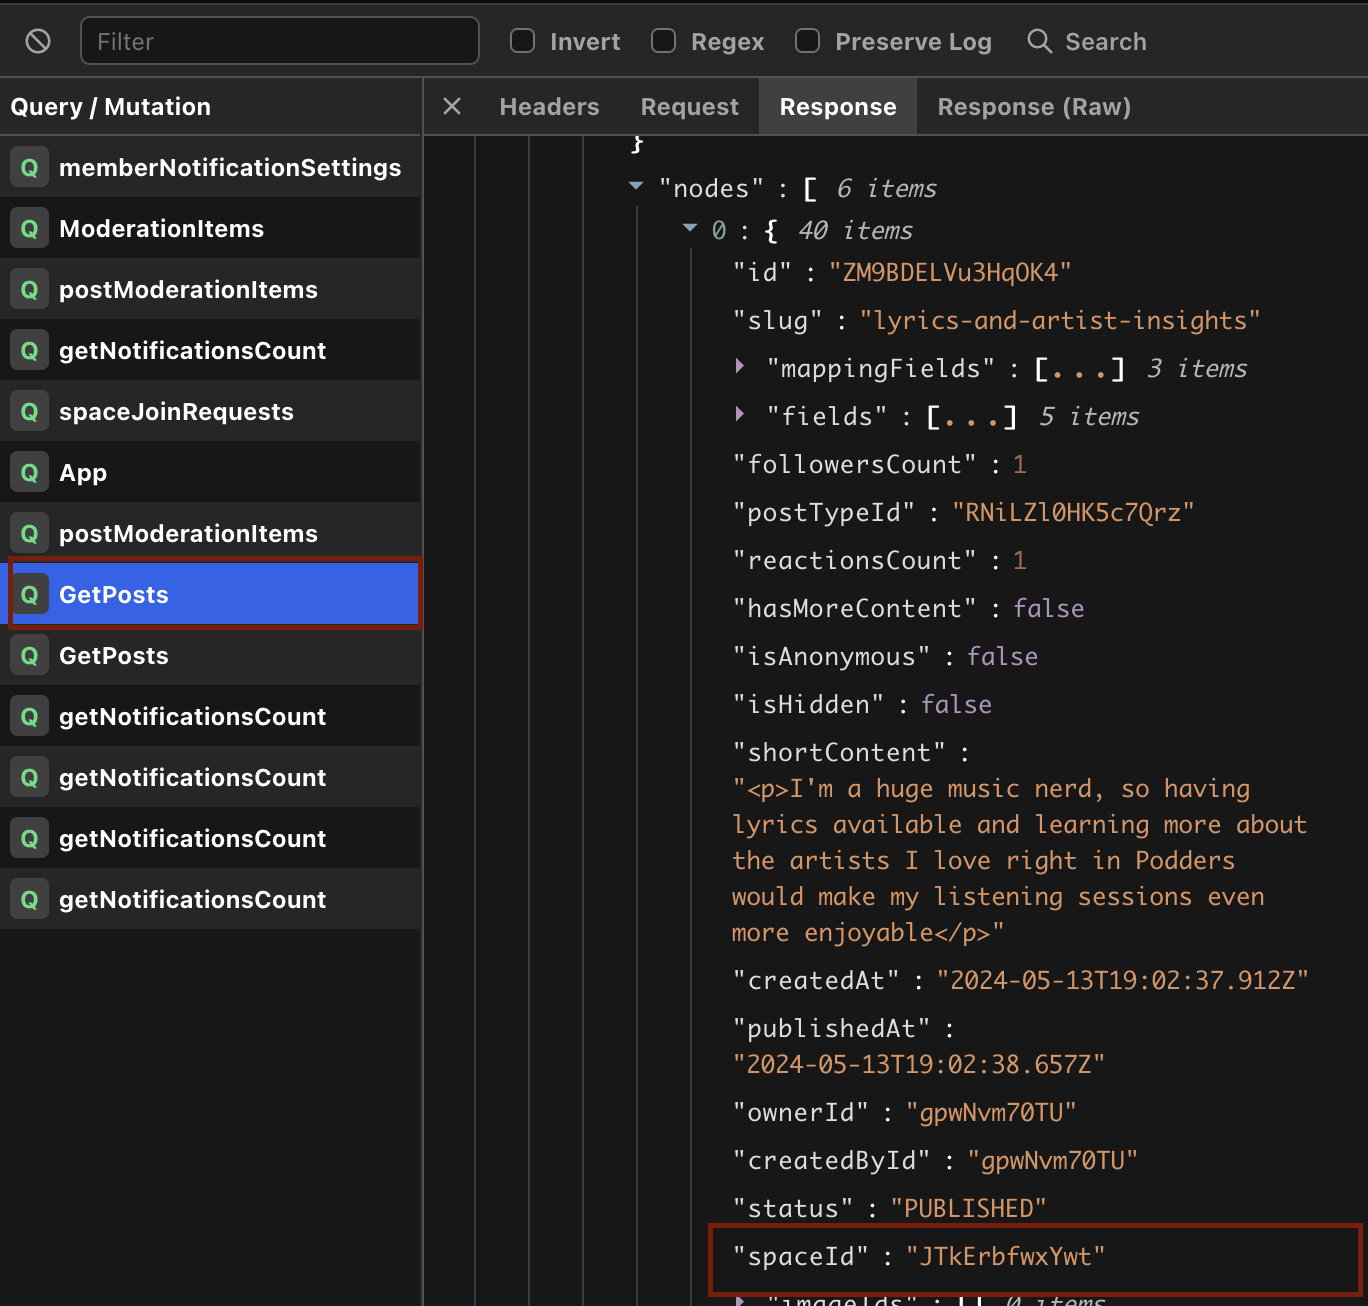 Filter
Invert
Regex
Preserve Log
Search
Query / Mutation
Headers
Request
Response
Response (Raw)
Q memberNotificationSettings
Q ModerationItems
Q postModerationItems
Q getNotificationsCount
Q spaceJoinRequests
Q App
Q postModerationItems
Q GetPosts
Q GetPosts
Q getNotificationsCount
Q getNotificationsCount
Q getNotificationsCount
Q getNotificationsCount
}
"nodes" : [ 6 items
0 : { 40 items
"id" : "ZM9BDELVu3HqOK4"
"slug" : "lyrics-and-artist-insights"
"mappingFields" : [...] 3 items
"fields" : [...] 5 items
"followersCount" : 1
"postTypeId" : "RNiLZl0HK5c7Qrz"
"reactionsCount" : 1
"hasMoreContent" : false
"isAnonymous" : false
"isHidden" : false
"shortContent" :
"<p>I'm a huge music nerd, so having
lyrics available and learning more about
the artists I love right in Podders
would make my listening sessions even
more enjoyable</p>"
"createdAt" : "2024-05-13T19:02:37.912Z"
"publishedAt" :
"2024-05-13T19:02:38.657Z"
"ownerId" : "gpwNvm70TU"
"createdById" : "gpwNvm70TU"
"status" : "PUBLISHED"
"spaceId" : "JTkErbfwxYwt"
"imageIds" : [] 0 items